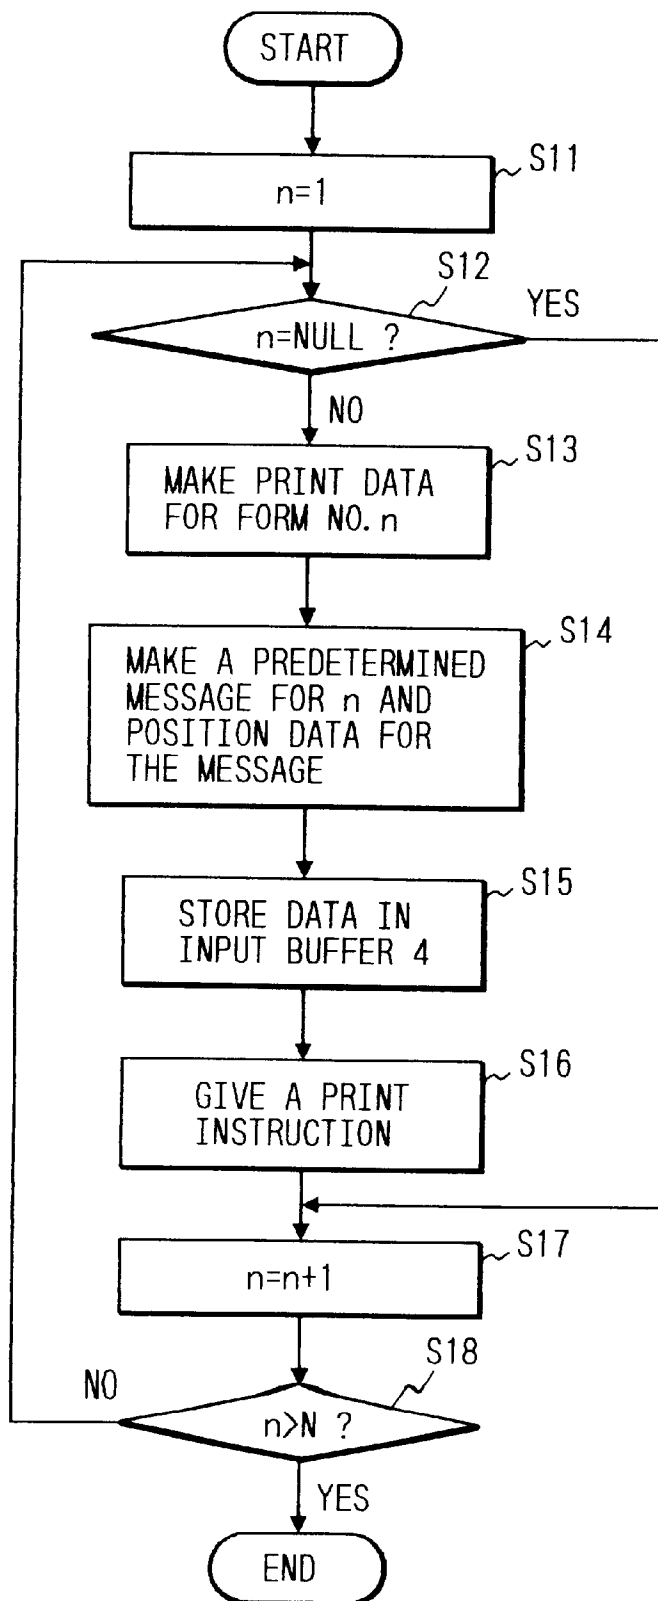 START
S11
n=1
S12
YES
n=NULL ?
NO
S13
MAKE PRINT DATA
FOR FORM NO. n
S14
MAKE A PREDETERMINED
MESSAGE FOR n AND
POSITION DATA FOR
THE MESSAGE
S15
STORE DATA IN
INPUT BUFFER 4
S16
GIVE A PRINT
INSTRUCTION
S17
n=n+1
S18
NO
n>N ?
YES
END